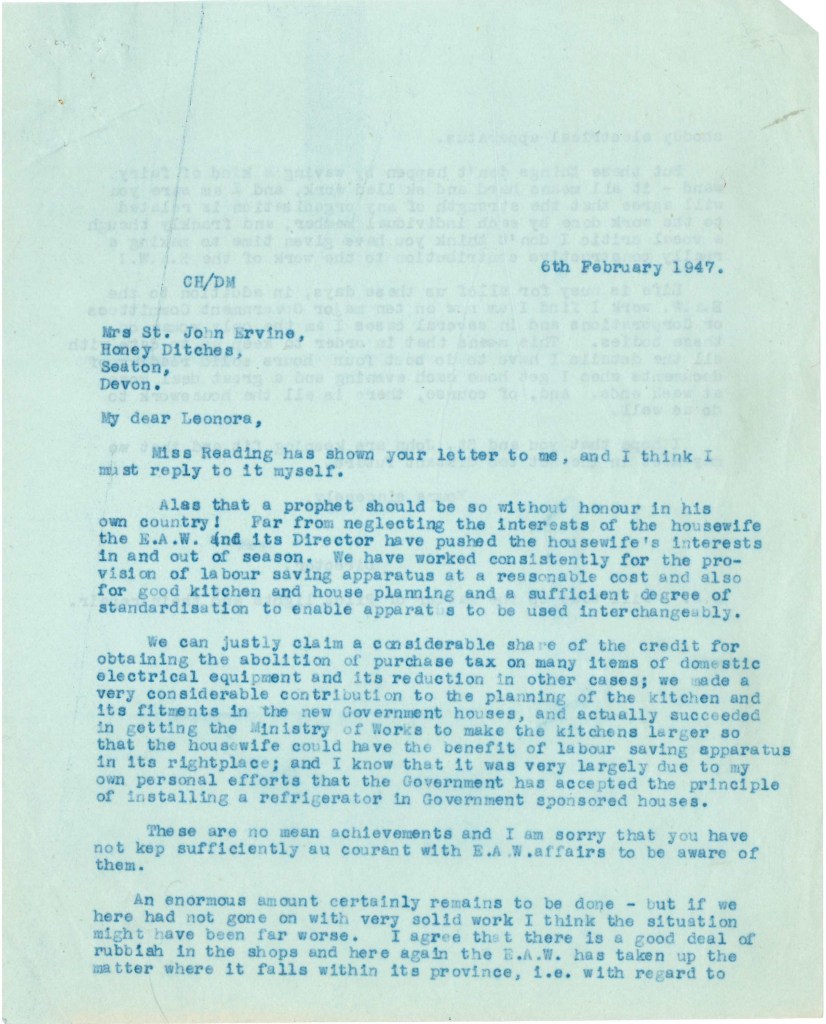 6th February 1947.
CH/DM
Mrs St. John Ervine,
Honey Ditches,
Seaton,
Devon.
My dear Leonora,
Miss Reading has shown your letter to me, and I think I
must reply to it myself.
Alas that a prophet should be so without honour in his
own country! Far from neglecting the interests of the housewife
the E.A.W. and its Director have pushed the housewife's interests
in and out of season. We have worked consistently for the pro-
vision of labour saving apparatus at a reasonable cost and also
for good kitchen and house planning and a sufficient degree of
standardisation to enable apparatus to be used interchangeably.
We can justly claim a considerable share of the credit for
obtaining the abolition of purchase tax on many items of domestic
electrical equipment and its reduction in other cases; we made a
very considerable contribution to the planning of the kitchen and
its fitments in the new Government houses, and actually succeeded
in getting the Ministry of Works to make the kitchens larger so
that the housewife could have the benefit of labour saving apparatus
in its rightplace; and I know that it was very largely due to my
own personal efforts that the Government has accepted the principle
of installing a refrigerator in Government sponsored houses.
These are no mean achievements and I am sorry that you have
not kep sufficiently au courant with E.A.W.affairs to be aware of
them.
An enormous amount certainly remains to be done - but if we
here had not gone on with very solid work I think the situation
might have been far worse. I agree that there is a good deal of
rubbish in the shops and here again the E.A.W. has taken up the
matter where it falls within its province, i.e. with regard to